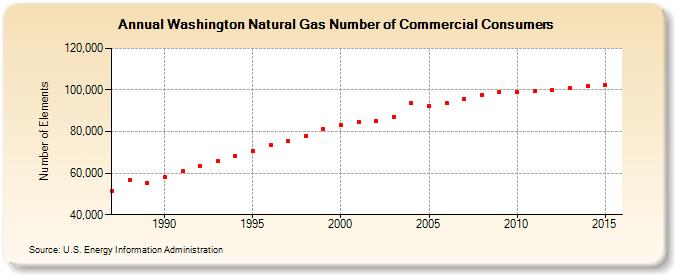 Annual Washington Natural Gas Number of Commercial Consumers
Number of Elements
120,000
100,000
80,000
60,000
40,000
1990 1995 2000 2005 2010 2015
Source: U.S. Energy Information Administration